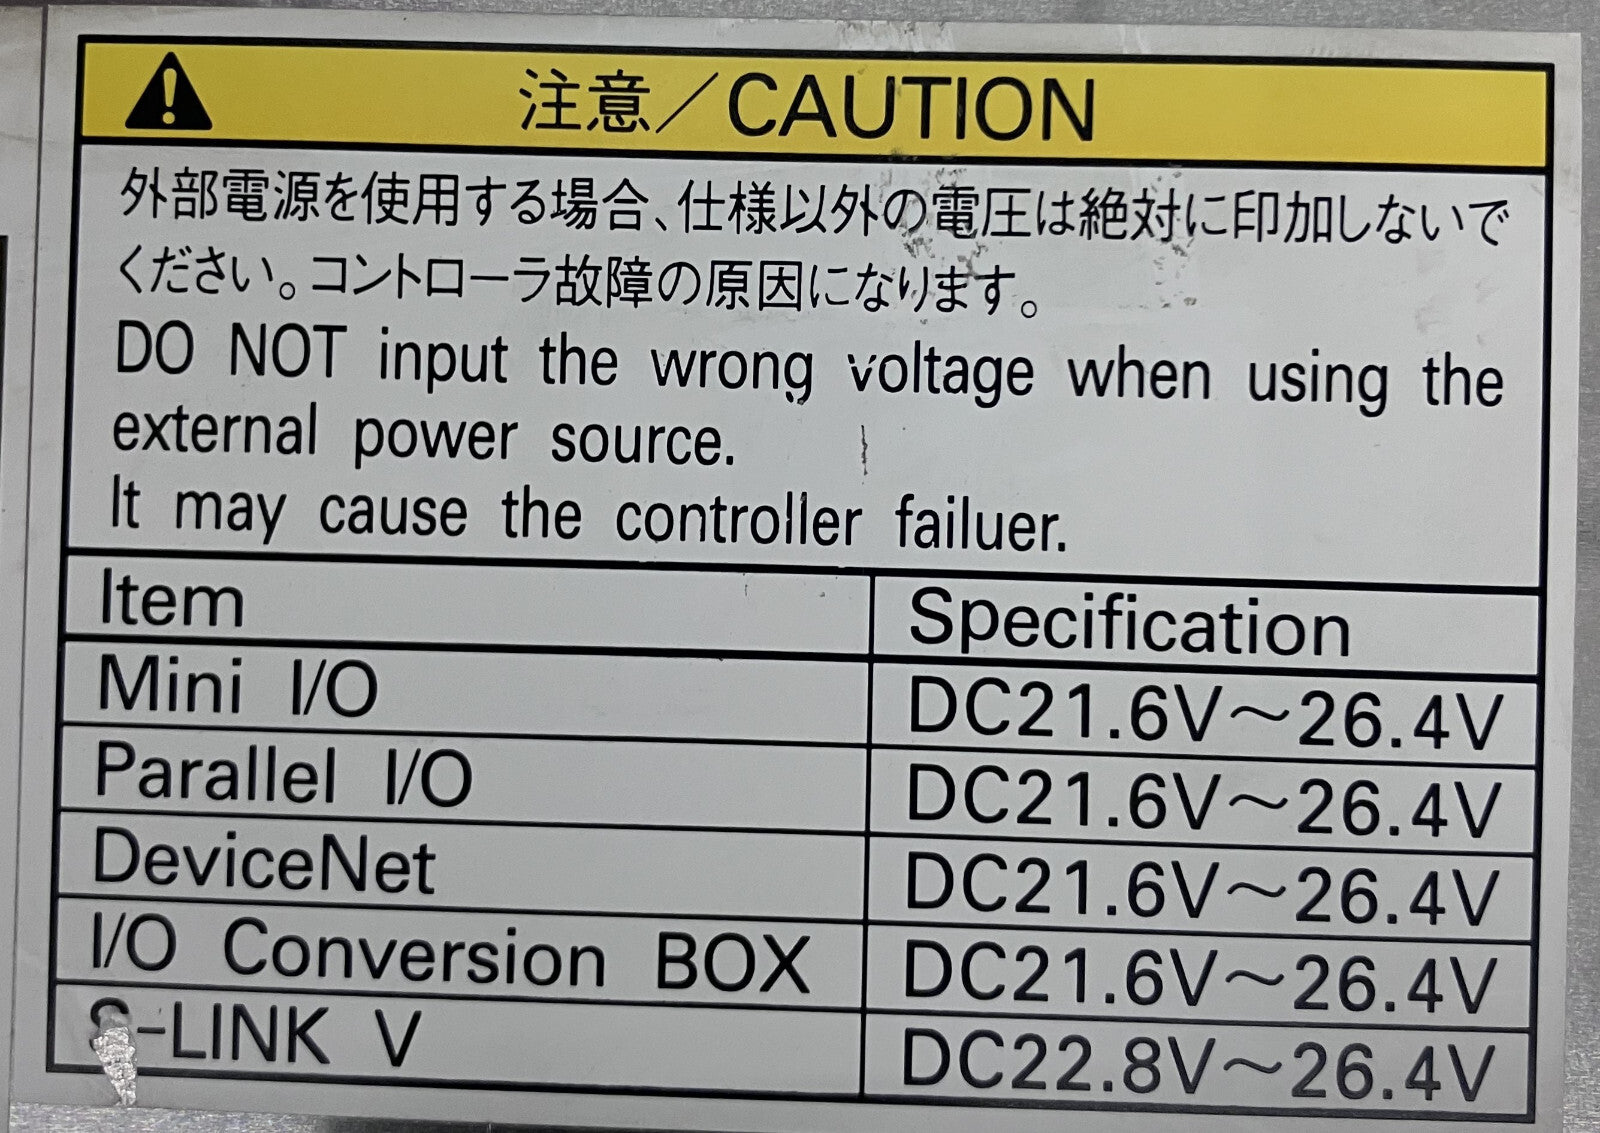 注意／CAUTION
外部電源を使用する場合、仕様以外の電圧は絶対に印加しないで
ください。コントローラ故障の原因になります。
DO NOT input the wrong voltage when using the
external power source.
It may cause the controller failuer.
Item Specification
Mini I/O DC21.6V～26.4V
Parallel I/O DC21.6V～26.4V
DeviceNet DC21.6V～26.4V
I/O Conversion BOX DC21.6V～26.4V
S-LINK V DC22.8V～26.4V